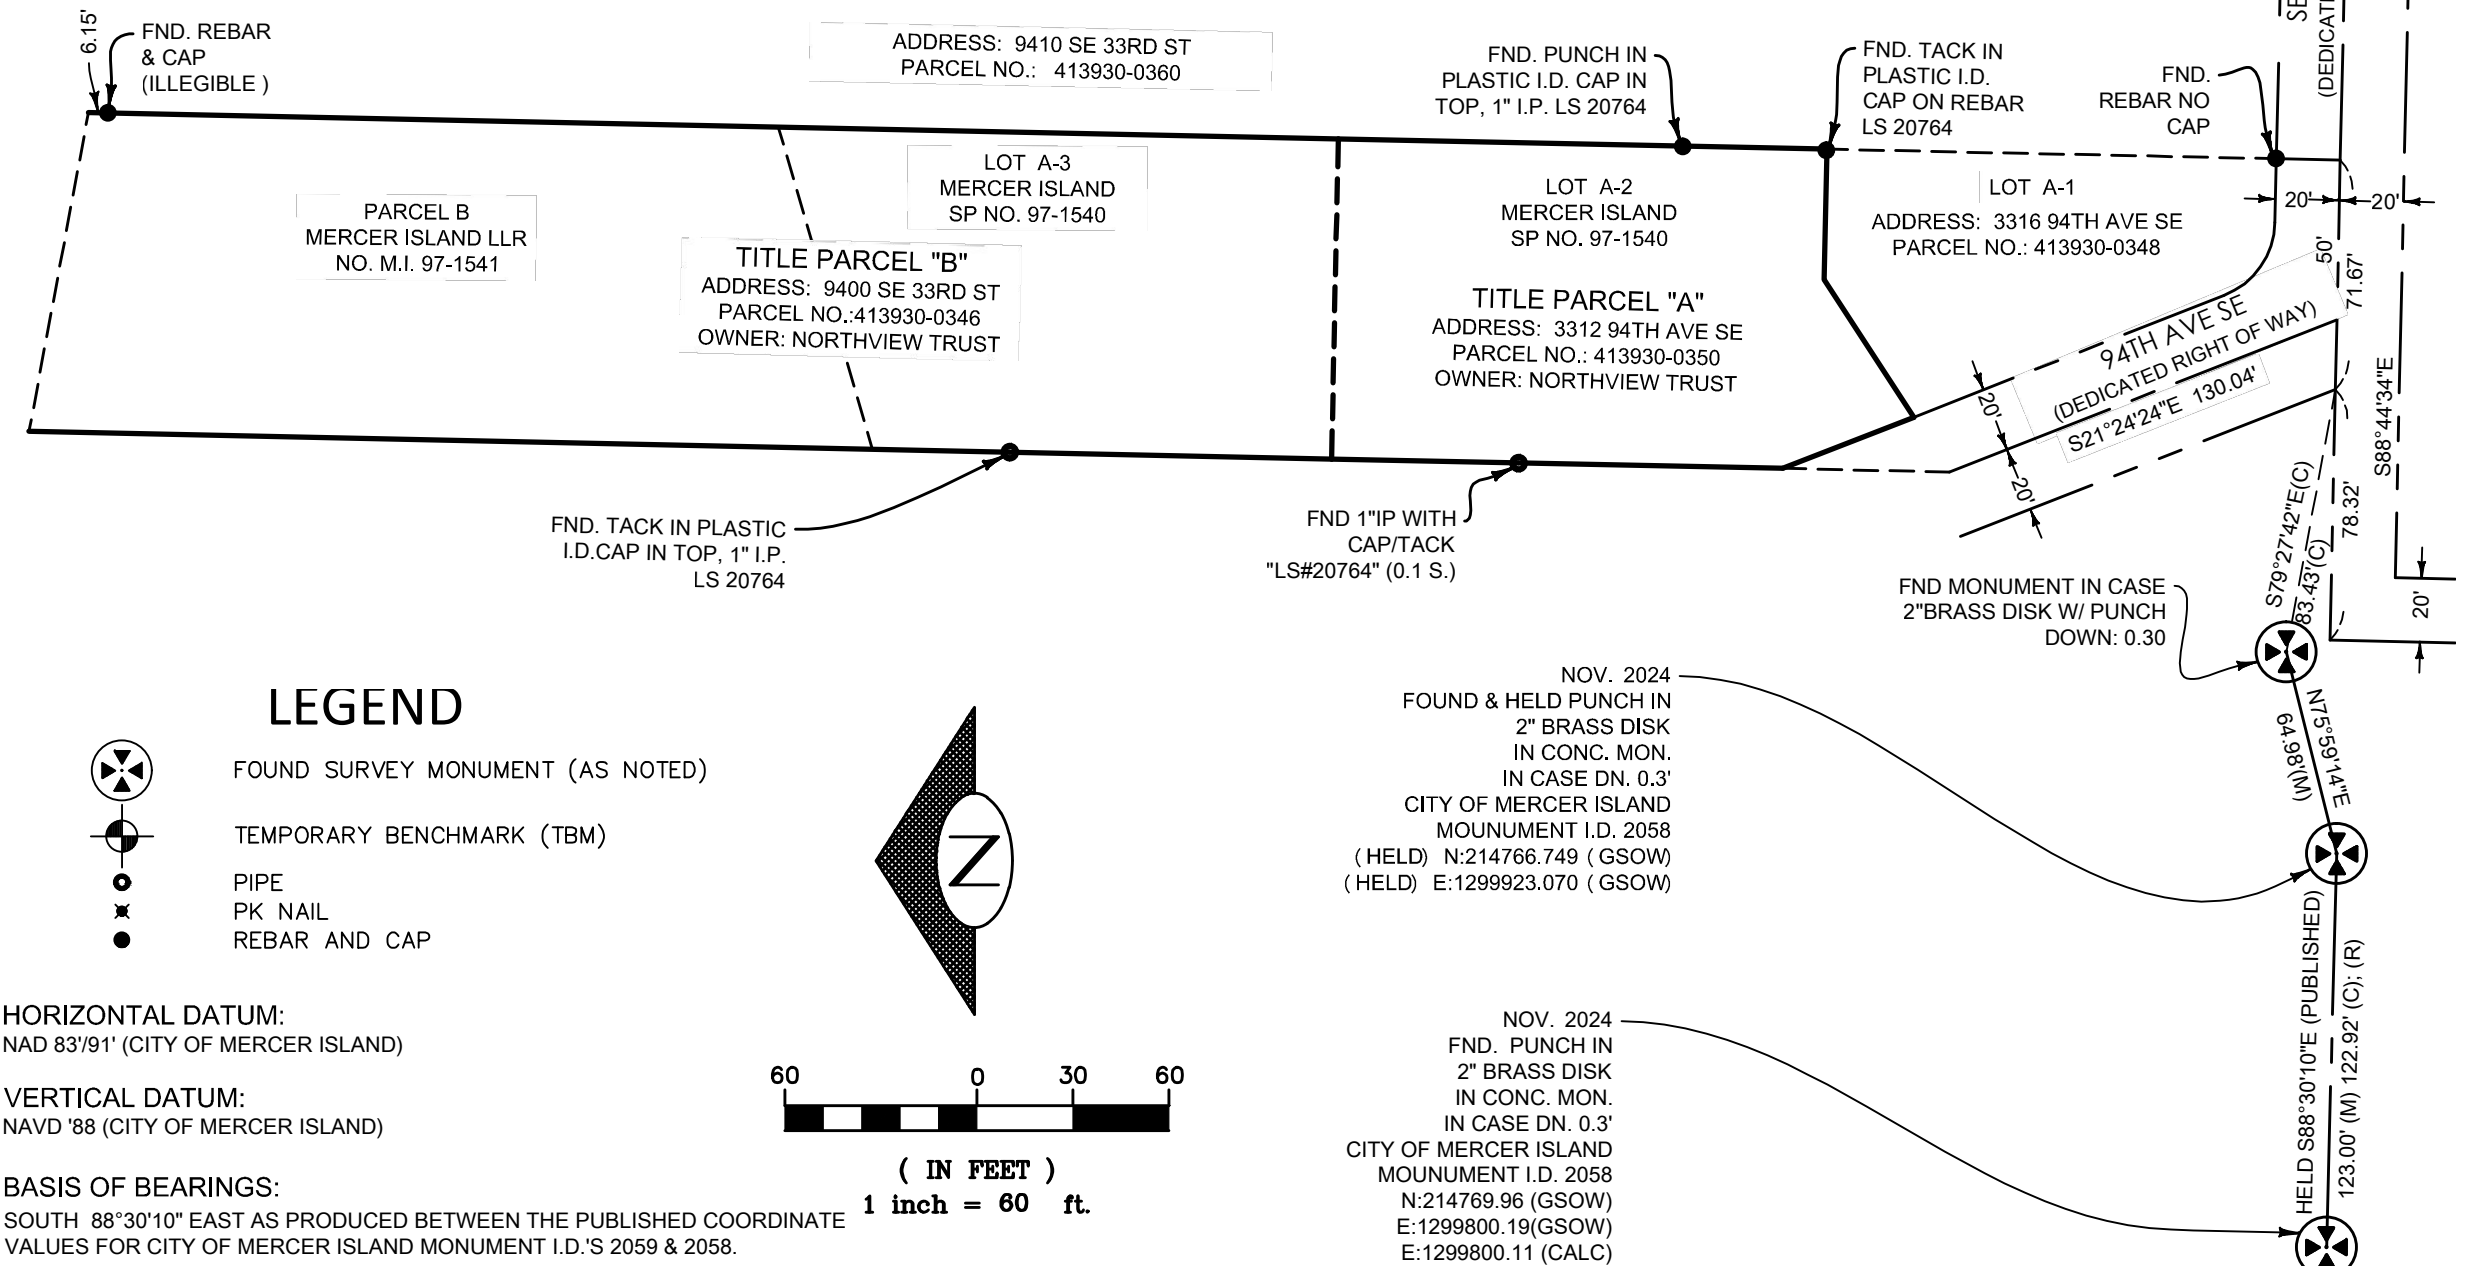 6.15'
FND. REBAR
& CAP
(ILLEGIBLE )
ADDRESS: 9410 SE 33RD ST
PARCEL NO.: 413930-0360
FND. PUNCH IN
PLASTIC I.D. CAP IN
TOP, 1" I.P. LS 20764
FND. TACK IN
PLASTIC I.D.
CAP ON REBAR
LS 20764
FND.
REBAR NO
CAP
PARCEL B
MERCER ISLAND LLR
NO. M.I. 97-1541
LOT A-3
MERCER ISLAND
SP NO. 97-1540
TITLE PARCEL "B"
ADDRESS: 9400 SE 33RD ST
PARCEL NO.:413930-0346
OWNER: NORTHVIEW TRUST
LOT A-2
MERCER ISLAND
SP NO. 97-1540
TITLE PARCEL "A"
ADDRESS: 3312 94TH AVE SE
PARCEL NO.: 413930-0350
OWNER: NORTHVIEW TRUST
LOT A-1
ADDRESS: 3316 94TH AVE SE
PARCEL NO.: 413930-0348
SE
(DEDICATI
20'
20'
50'
71.67'
94TH AVE SE
(DEDICATED RIGHT OF WAY)
S21°24'24"E 130.04'
20'
20'
S88°44'34"E
S79°27'42"E(C)
83.43'(C)
78.32'
20'
FND. TACK IN PLASTIC
I.D.CAP IN TOP, 1" I.P.
LS 20764
FND 1"IP WITH
CAP/TACK
"LS#20764" (0.1 S.)
FND MONUMENT IN CASE
2"BRASS DISK W/ PUNCH
DOWN: 0.30
N75°59'14"E
64.98'(M)
LEGEND
FOUND SURVEY MONUMENT (AS NOTED)
TEMPORARY BENCHMARK (TBM)
PIPE
PK NAIL
REBAR AND CAP
N
NOV. 2024
FOUND & HELD PUNCH IN
2" BRASS DISK
IN CONC. MON.
IN CASE DN. 0.3'
CITY OF MERCER ISLAND
MOUNUMENT I.D. 2058
(HELD) N:214766.749 ( GSOW)
(HELD) E:1299923.070 ( GSOW)
HORIZONTAL DATUM:
NAD 83'/91' (CITY OF MERCER ISLAND)
VERTICAL DATUM:
NAVD '88 (CITY OF MERCER ISLAND)
BASIS OF BEARINGS:
SOUTH 88°30'10" EAST AS PRODUCED BETWEEN THE PUBLISHED COORDINATE
VALUES FOR CITY OF MERCER ISLAND MONUMENT I.D.'S 2059 & 2058.
60 0 30 60
( IN FEET )
1 inch = 60 ft.
NOV. 2024
FND. PUNCH IN
2" BRASS DISK
IN CONC. MON.
IN CASE DN. 0.3'
CITY OF MERCER ISLAND
MOUNUMENT I.D. 2058
N:214769.96 (GSOW)
E:1299800.19(GSOW)
E:1299800.11 (CALC)
HELD S88°30'10"E (PUBLISHED)
123.00' (M) 122.92' (C); (R)